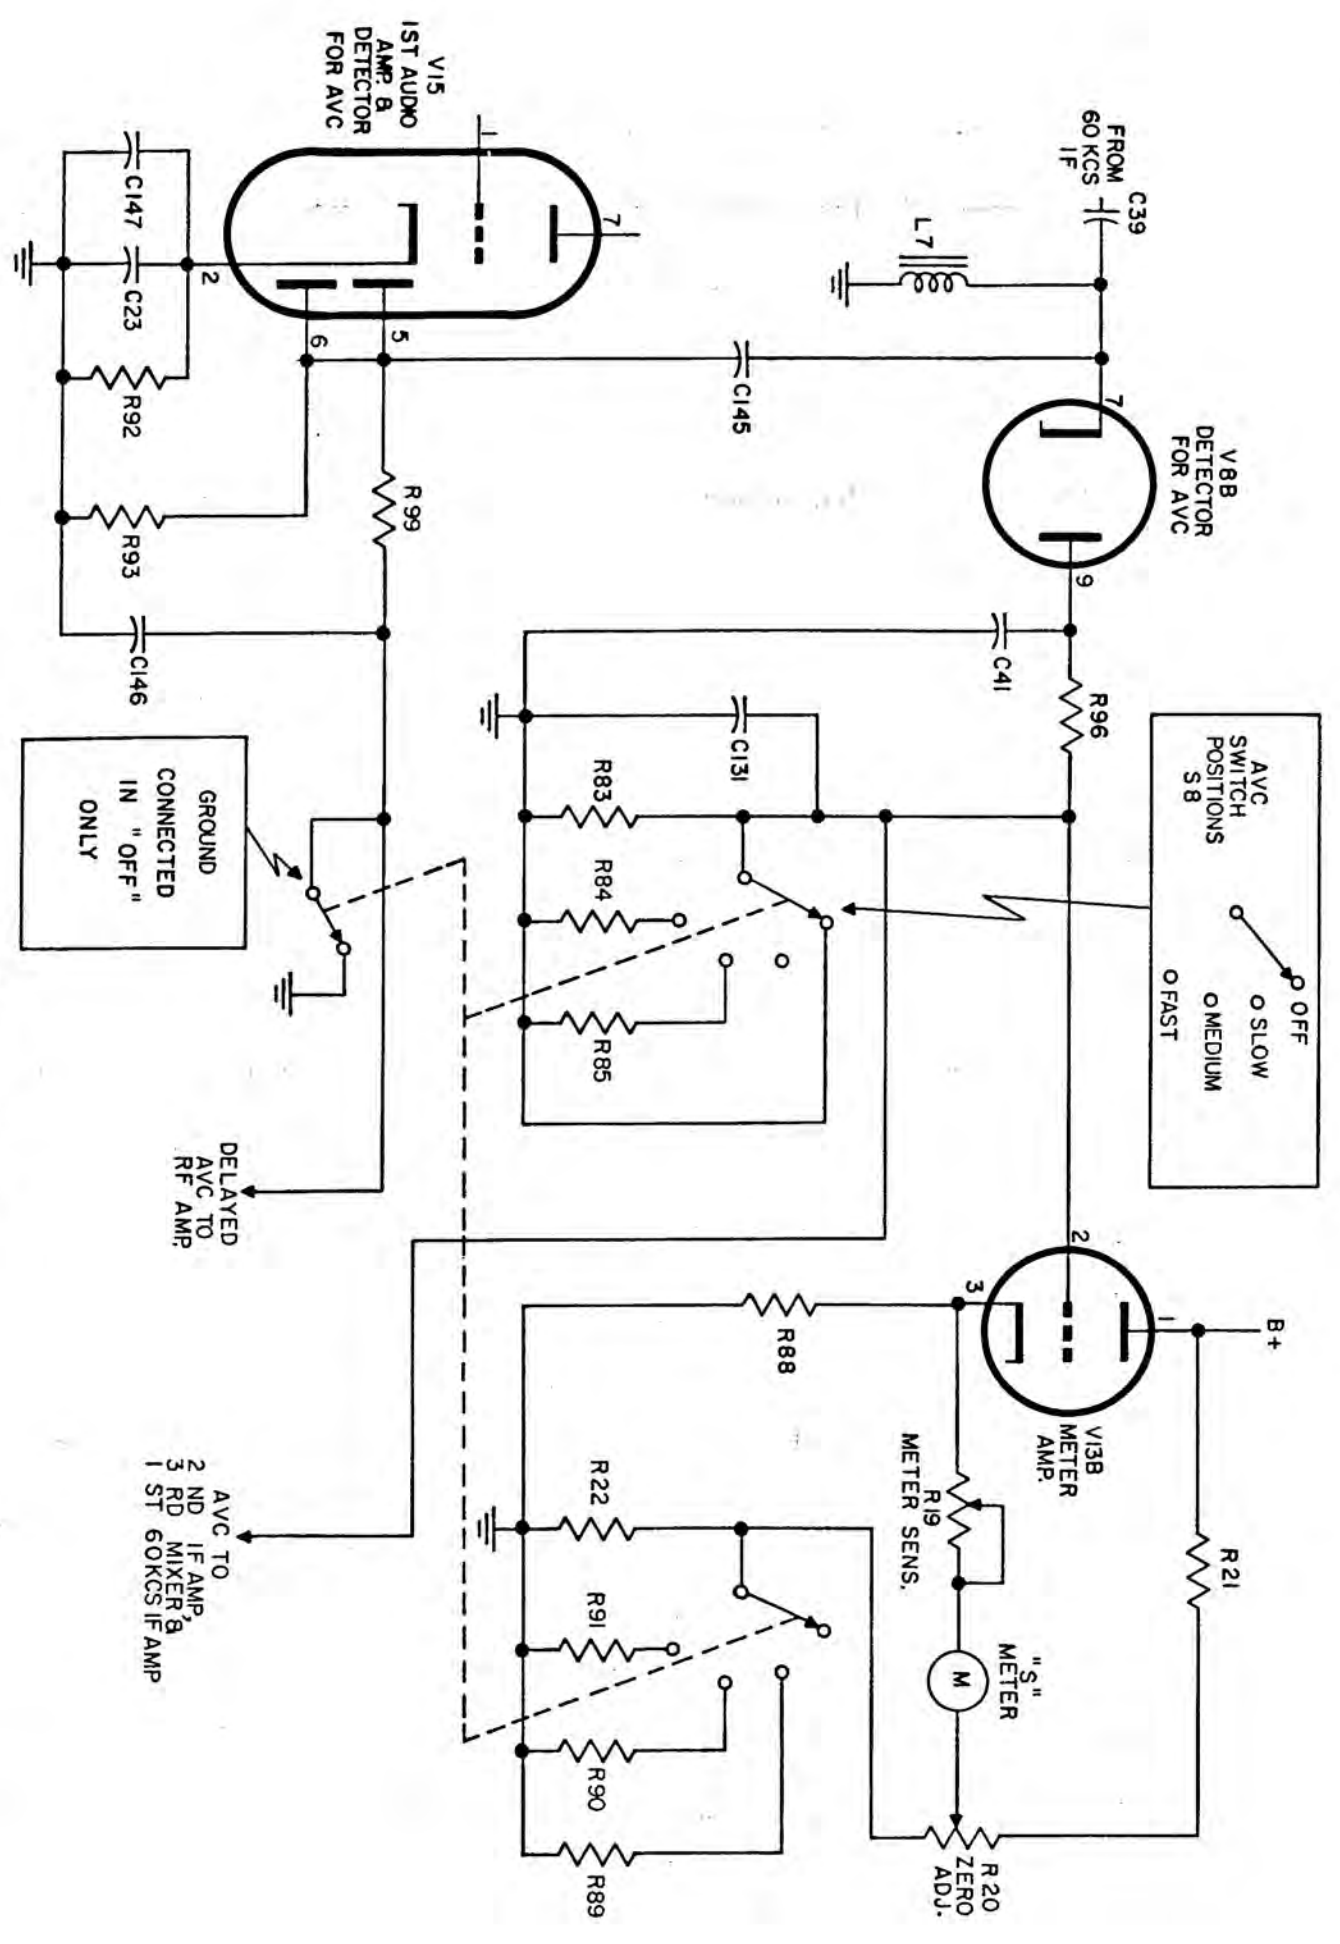 FROM
60 KCS
IF
C39
L7
7
V8B
DETECTOR
FOR AVC
9
C41
R96
AVC
SWITCH
POSITIONS
S8
OFF
SLOW
MEDIUM
FAST
2
3
1
B+
V13B
METER
AMP.
R21
R19
METER SENS.
"S"
METER
M
R20
ZERO
ADJ.
V15
1ST AUDIO
AMP. &
DETECTOR
FOR AVC
1
7
2
6
5
C145
C147
C23
R92
R93
R99
C146
C131
R83
R84
R85
GROUND
CONNECTED
IN "OFF"
ONLY
DELAYED
AVC TO
RF AMP.
R88
R22
R91
R90
R89
AVC TO
2 ND IF AMP,
3 RD MIXER &
1 ST 60KCS IF AMP